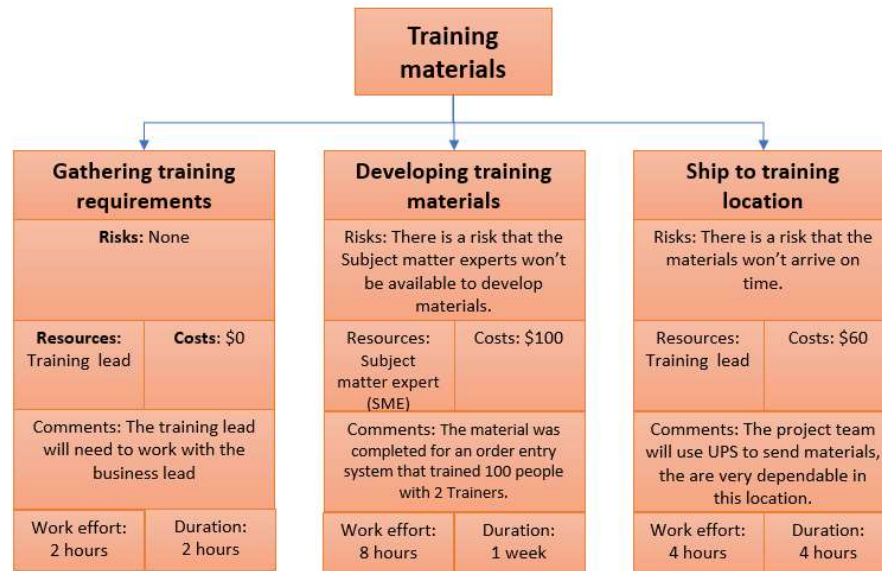 Training
materials
Gathering training
requirements
Risks: None
Resources:
Training lead
Costs: $0
Comments: The training lead
will need to work with the
business lead
Work effort:
2 hours
Duration:
2 hours
Developing training
materials
Risks: There is a risk that the
Subject matter experts won't
be available to develop
materials.
Resources:
Subject
matter expert
(SME)
Costs: $100
Comments: The material was
completed for an order entry
system that trained 100 people
with 2 Trainers.
Work effort:
8 hours
Duration:
1 week
Ship to training
location
Risks: There is a risk that the
materials won't arrive on
time.
Resources:
Training lead
Costs: $60
Comments: The project team
will use UPS to send materials,
the are very dependable in
this location.
Work effort:
4 hours
Duration:
4 hours